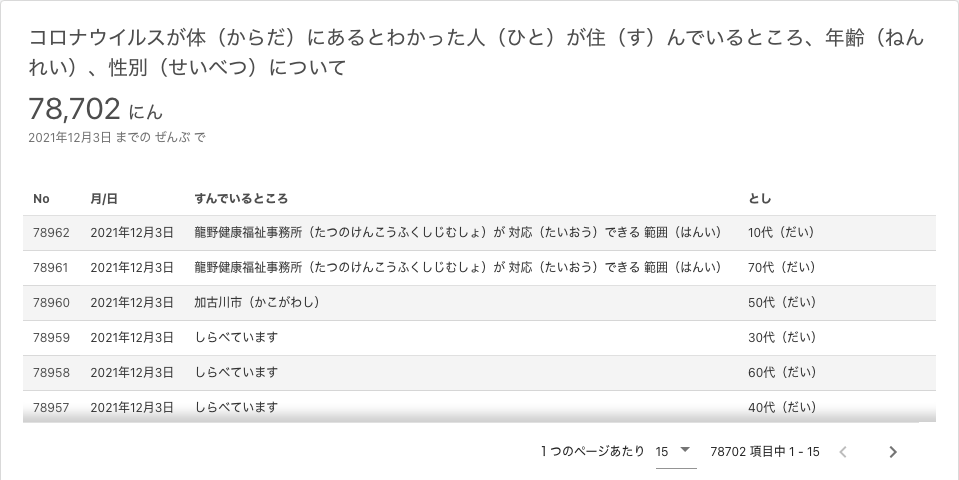 コロナウイルスが体（からだ）にあるとわかった人（ひと）が住（す）んでいるところ、年齢（ねん
れい）、性別（せいべつ）について
78,702 にん
2021年12月3日 までの ぜんぶ で
No 月/日 すんでいるところ とし
78962 2021年12月3日 龍野健康福祉事務所（たつのけんこうふくしじむしょ）が 対応（たいおう）できる 範囲（はんい） 10代（だい）
78961 2021年12月3日 龍野健康福祉事務所（たつのけんこうふくしじむしょ）が 対応（たいおう）できる 範囲（はんい） 70代（だい）
78960 2021年12月3日 加古川市（かこがわし） 50代（だい）
78959 2021年12月3日 しらべています 30代（だい）
78958 2021年12月3日 しらべています 60代（だい）
78957 2021年12月3日 しらべています 40代（だい）
1 つのページあたり 15 78702 項目中 1 - 15